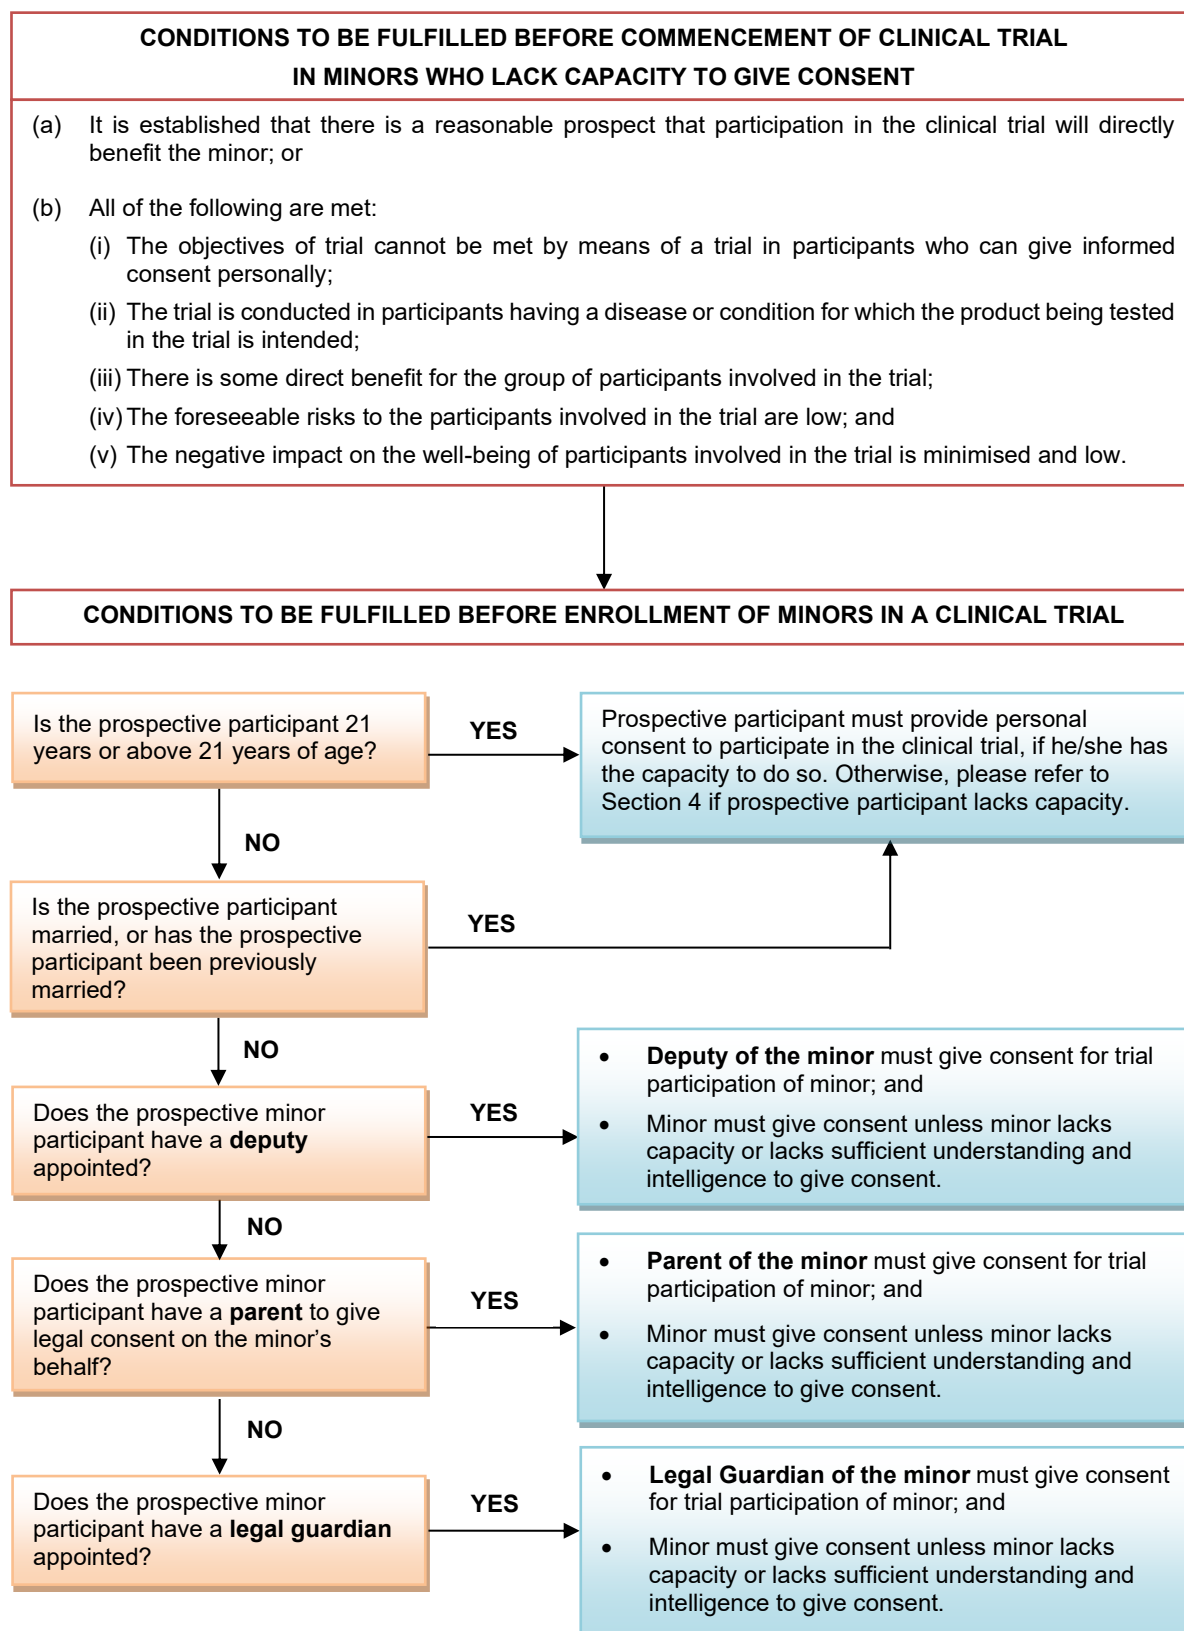 CONDITIONS TO BE FULFILLED BEFORE COMMENCEMENT OF CLINICAL TRIAL
IN MINORS WHO LACK CAPACITY TO GIVE CONSENT
(a) It is established that there is a reasonable prospect that participation in the clinical trial will directly
benefit the minor; or
(b) All of the following are met:
(i) The objectives of trial cannot be met by means of a trial in participants who can give informed
consent personally;
(ii) The trial is conducted in participants having a disease or condition for which the product being tested
in the trial is intended;
(iii) There is some direct benefit for the group of participants involved in the trial;
(iv) The foreseeable risks to the participants involved in the trial are low; and
(v) The negative impact on the well-being of participants involved in the trial is minimised and low.
CONDITIONS TO BE FULFILLED BEFORE ENROLLMENT OF MINORS IN A CLINICAL TRIAL
Is the prospective participant 21
years or above 21 years of age?
YES
Prospective participant must provide personal
consent to participate in the clinical trial, if he/she has
the capacity to do so. Otherwise, please refer to
Section 4 if prospective participant lacks capacity.
NO
Is the prospective participant
married, or has the prospective
participant been previously
married?
YES
NO
Does the prospective minor
participant have a deputy
appointed?
YES
• Deputy of the minor must give consent for trial
participation of minor; and
• Minor must give consent unless minor lacks
capacity or lacks sufficient understanding and
intelligence to give consent.
NO
Does the prospective minor
participant have a parent to give
legal consent on the minor’s
behalf?
YES
• Parent of the minor must give consent for trial
participation of minor; and
• Minor must give consent unless minor lacks
capacity or lacks sufficient understanding and
intelligence to give consent.
NO
Does the prospective minor
participant have a legal guardian
appointed?
YES
• Legal Guardian of the minor must give consent
for trial participation of minor; and
• Minor must give consent unless minor lacks
capacity or lacks sufficient understanding and
intelligence to give consent.